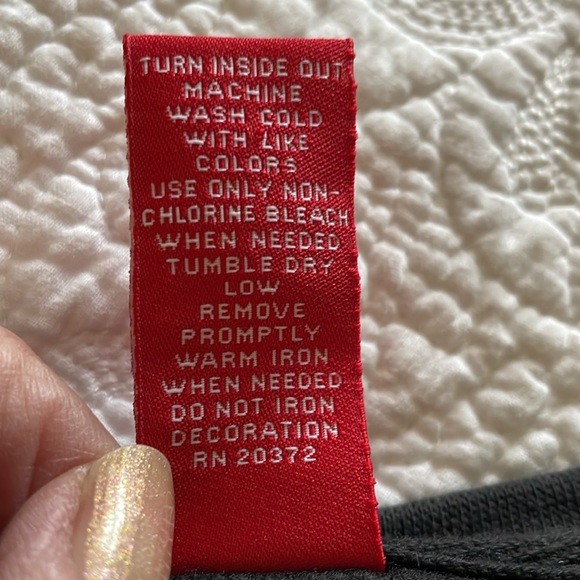 TURN INSIDE OUT
MACHINE
WASH COLD
WITH LIKE
COLORS
USE ONLY NON-
CHLORINE BLEACH
WHEN NEEDED
TUMBLE DRY
LOW
REMOVE
PROMPTLY
WARM IRON
WHEN NEEDED
DO NOT IRON
DECORATION
RN 20372